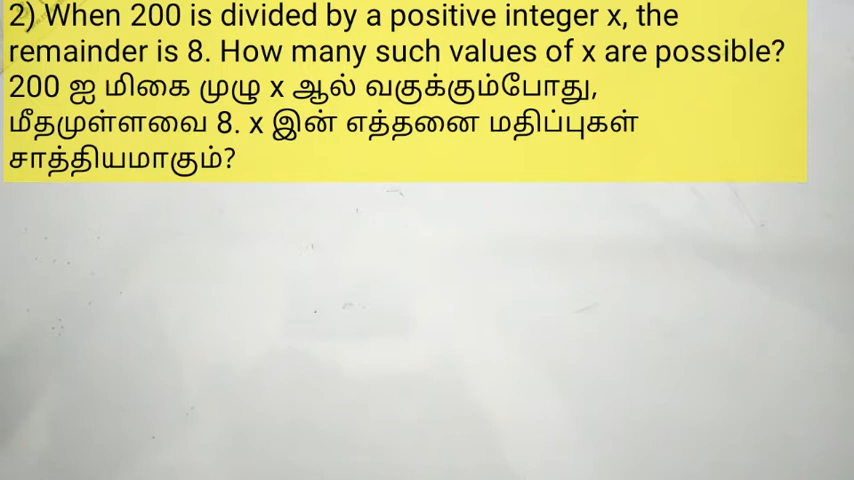 2) When 200 is divided by a positive integer x, the
remainder is 8. How many such values of x are possible?
200 ஐ மிகை முழு x ஆல் வகுக்கும்போது,
மீதமுள்ளவை 8. x இன் எத்தனை மதிப்புகள்
சாத்தியமாகும்?